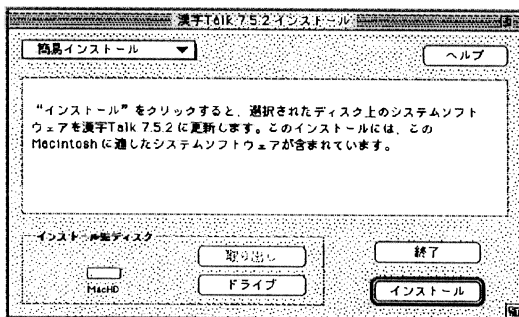 漢字Talk 7.5.2 インストール
簡易インストール
ヘルプ
“インストール”をクリックすると、選択されたディスク上のシステムソフト
ウェアを漢字Talk 7.5.2 に更新します。このインストールには、この
Macintosh に適したシステムソフトウェアが含まれています。
インストール先ディスク
取り出し
終了
MacHD
ドライブ
インストール